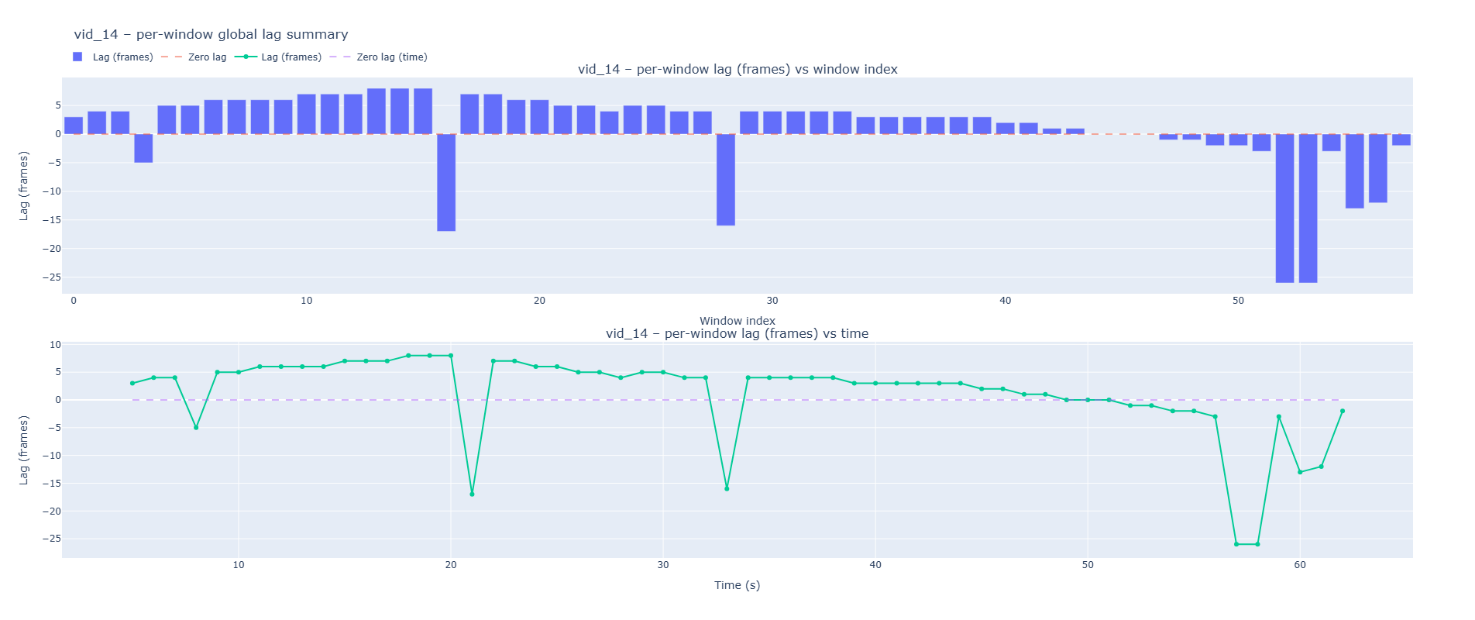 vid_14 – per-window global lag summary
Lag (frames) Zero lag Lag (frames) Zero lag (time)
vid_14 – per-window lag (frames) vs window index
Lag (frames)
5
0
−5
−10
−15
−20
−25
0 10 20 30 40 50
Window index
vid_14 – per-window lag (frames) vs time
Lag (frames)
10
5
0
−5
−10
−15
−20
−25
10 20 30 40 50 60
Time (s)